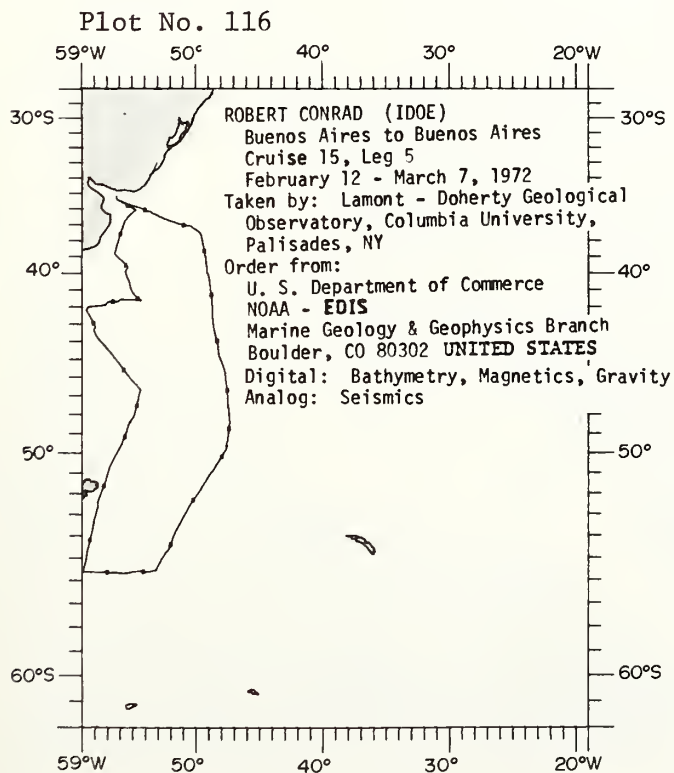 Plot No. 116
59°W 50° 40°W 30°W 20°W
30°S 30°S
ROBERT CONRAD (IDOE)
Buenos Aires to Buenos Aires
Cruise 15, Leg 5
February 12 - March 7, 1972
Taken by: Lamont - Doherty Geological
Observatory, Columbia University,
Palisades, NY
40° 40°S
Order from:
U. S. Department of Commerce
NOAA - EDIS
Marine Geology & Geophysics Branch
Boulder, CO 80302 UNITED STATES
Digital: Bathymetry, Magnetics, Gravity
Analog: Seismics
50° 50°S
60°S 60°S
59°W 50° 40°W 30°W 20°W